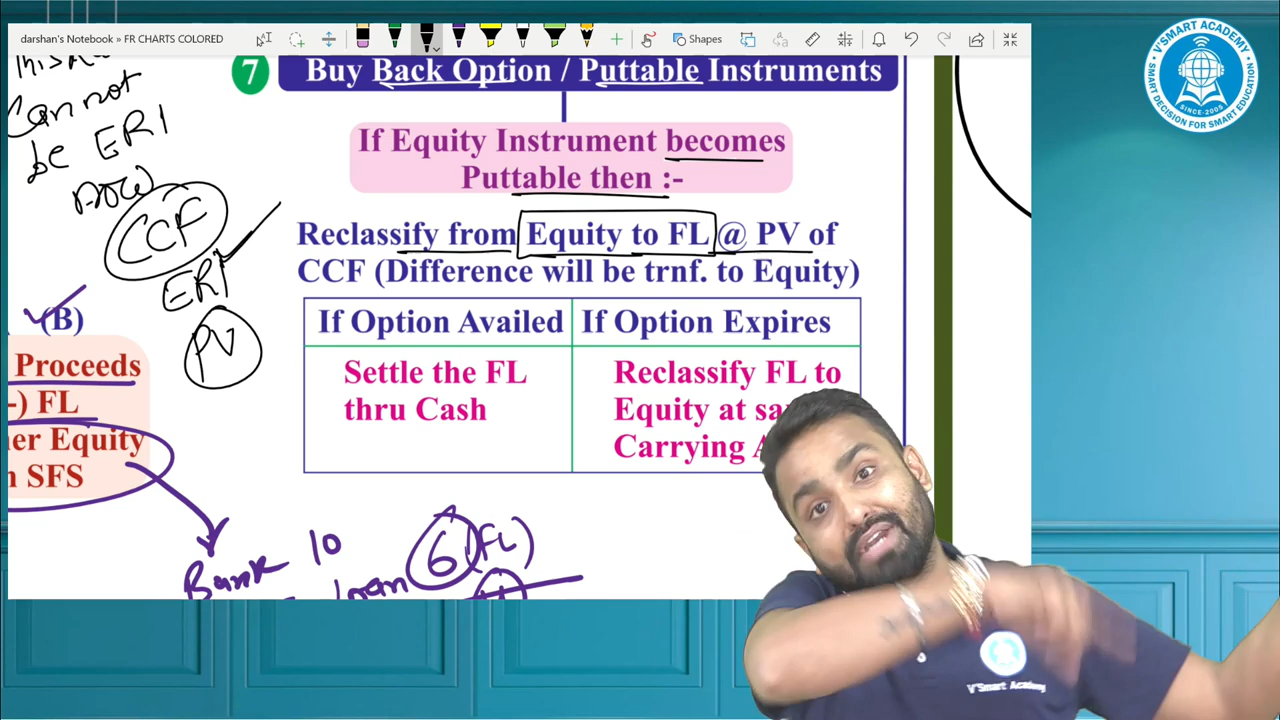 darshan's Notebook » FR CHARTS COLORED
Shapes
7
Buy Back Option / Puttable Instruments
If Equity Instrument becomes
Puttable then :-
Reclassify from Equity to FL @ PV of
CCF (Difference will be trnf. to Equity)
If Option Availed
If Option Expires
Settle the FL
thru Cash
Reclassify FL to
Equity at
Carrying
Cannot
be ERI
now
CCF
ERI
PV
(B)
Proceeds
(-) FL
Equity
SFS
Bank 10
loan 6 (FL)
V'SMART ACADEMY
SINCE-2005
SMART DECISION FOR SMART EDUCATION
V'Smart Academy